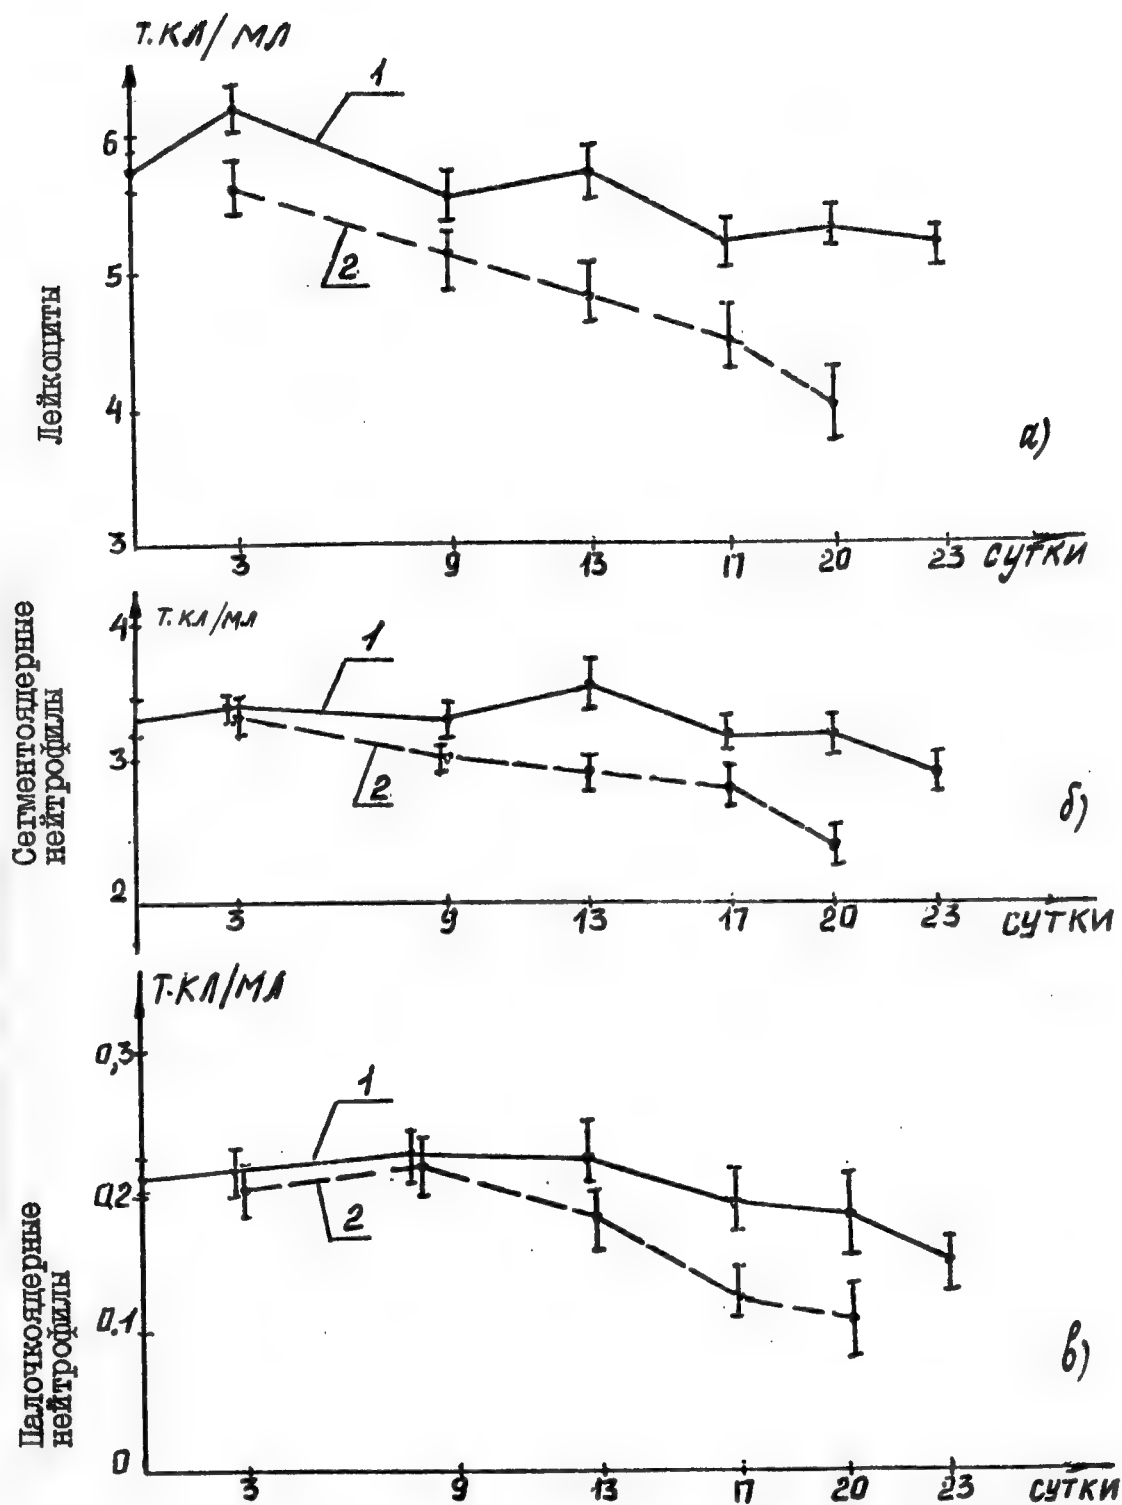 т.кл/мл
1
6
2
5
Лейкоциты
4
а)
3
3 9 13 17 20 23 сутки
4 т.кл/мл
1
Сегментоядерные
нейтрофилы
3
2
б)
2
3 9 13 17 20 23 сутки
т.кл/мл
0,3
1
0,2
2
Палочкоядерные
нейтрофилы
0.1
в)
0
3 9 13 17 20 23 сутки